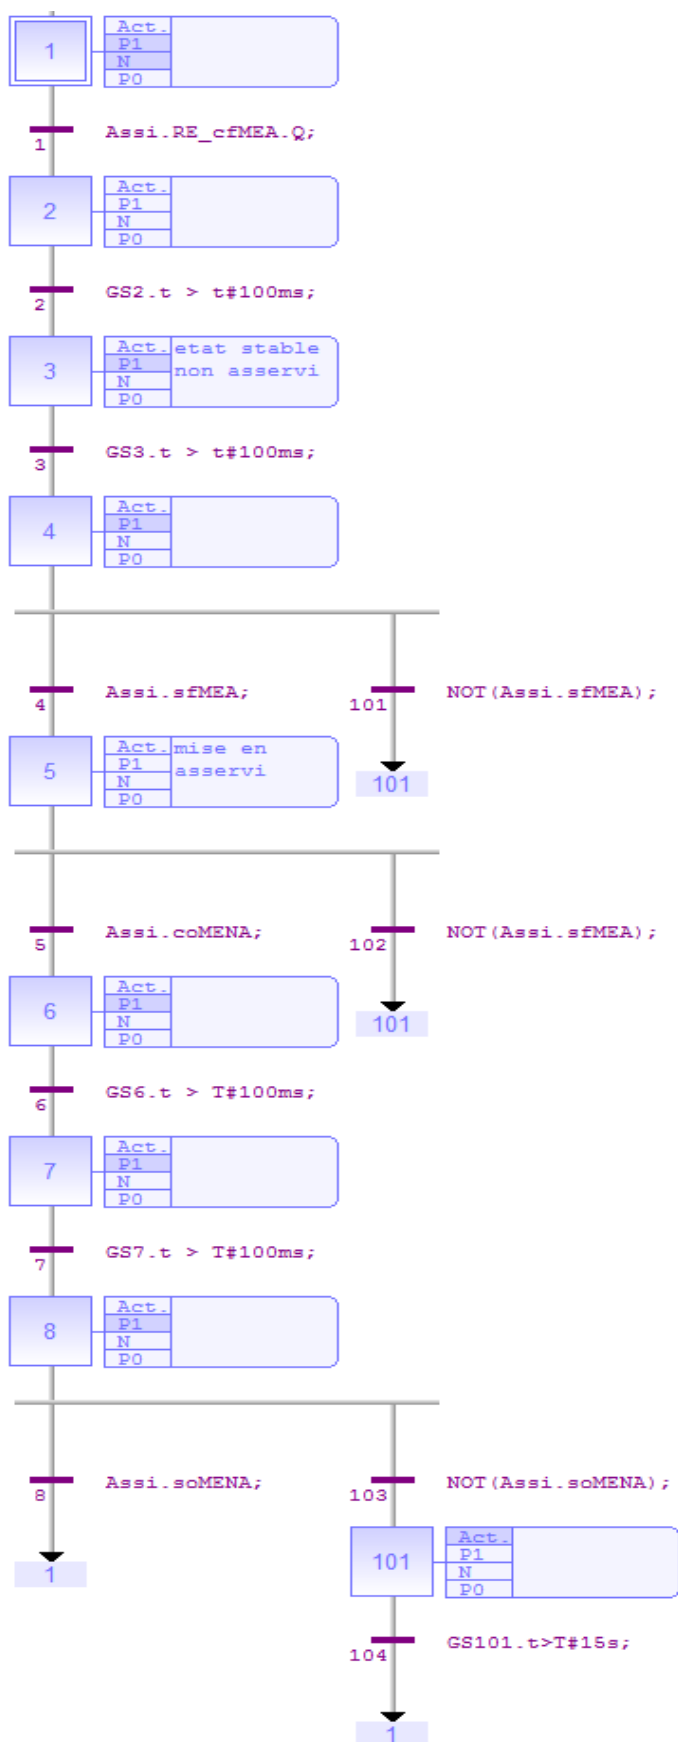 1
Act.
P1
N
P0
1
Assi.RE_cfMEA.Q;
2
Act.
P1
N
P0
2
GS2.t > t#100ms;
3
Act.
P1
N
P0
etat stable
non asservi
3
GS3.t > t#100ms;
4
Act.
P1
N
P0
4
Assi.sfMEA;
101
NOT(Assi.sfMEA);
101
5
Act.
P1
N
P0
mise en
asservi
5
Assi.coMENA;
102
NOT(Assi.sfMEA);
101
6
Act.
P1
N
P0
6
GS6.t > T#100ms;
7
Act.
P1
N
P0
7
GS7.t > T#100ms;
8
Act.
P1
N
P0
8
Assi.soMENA;
1
103
NOT(Assi.soMENA);
101
Act.
P1
N
P0
104
GS101.t>T#15s;
1